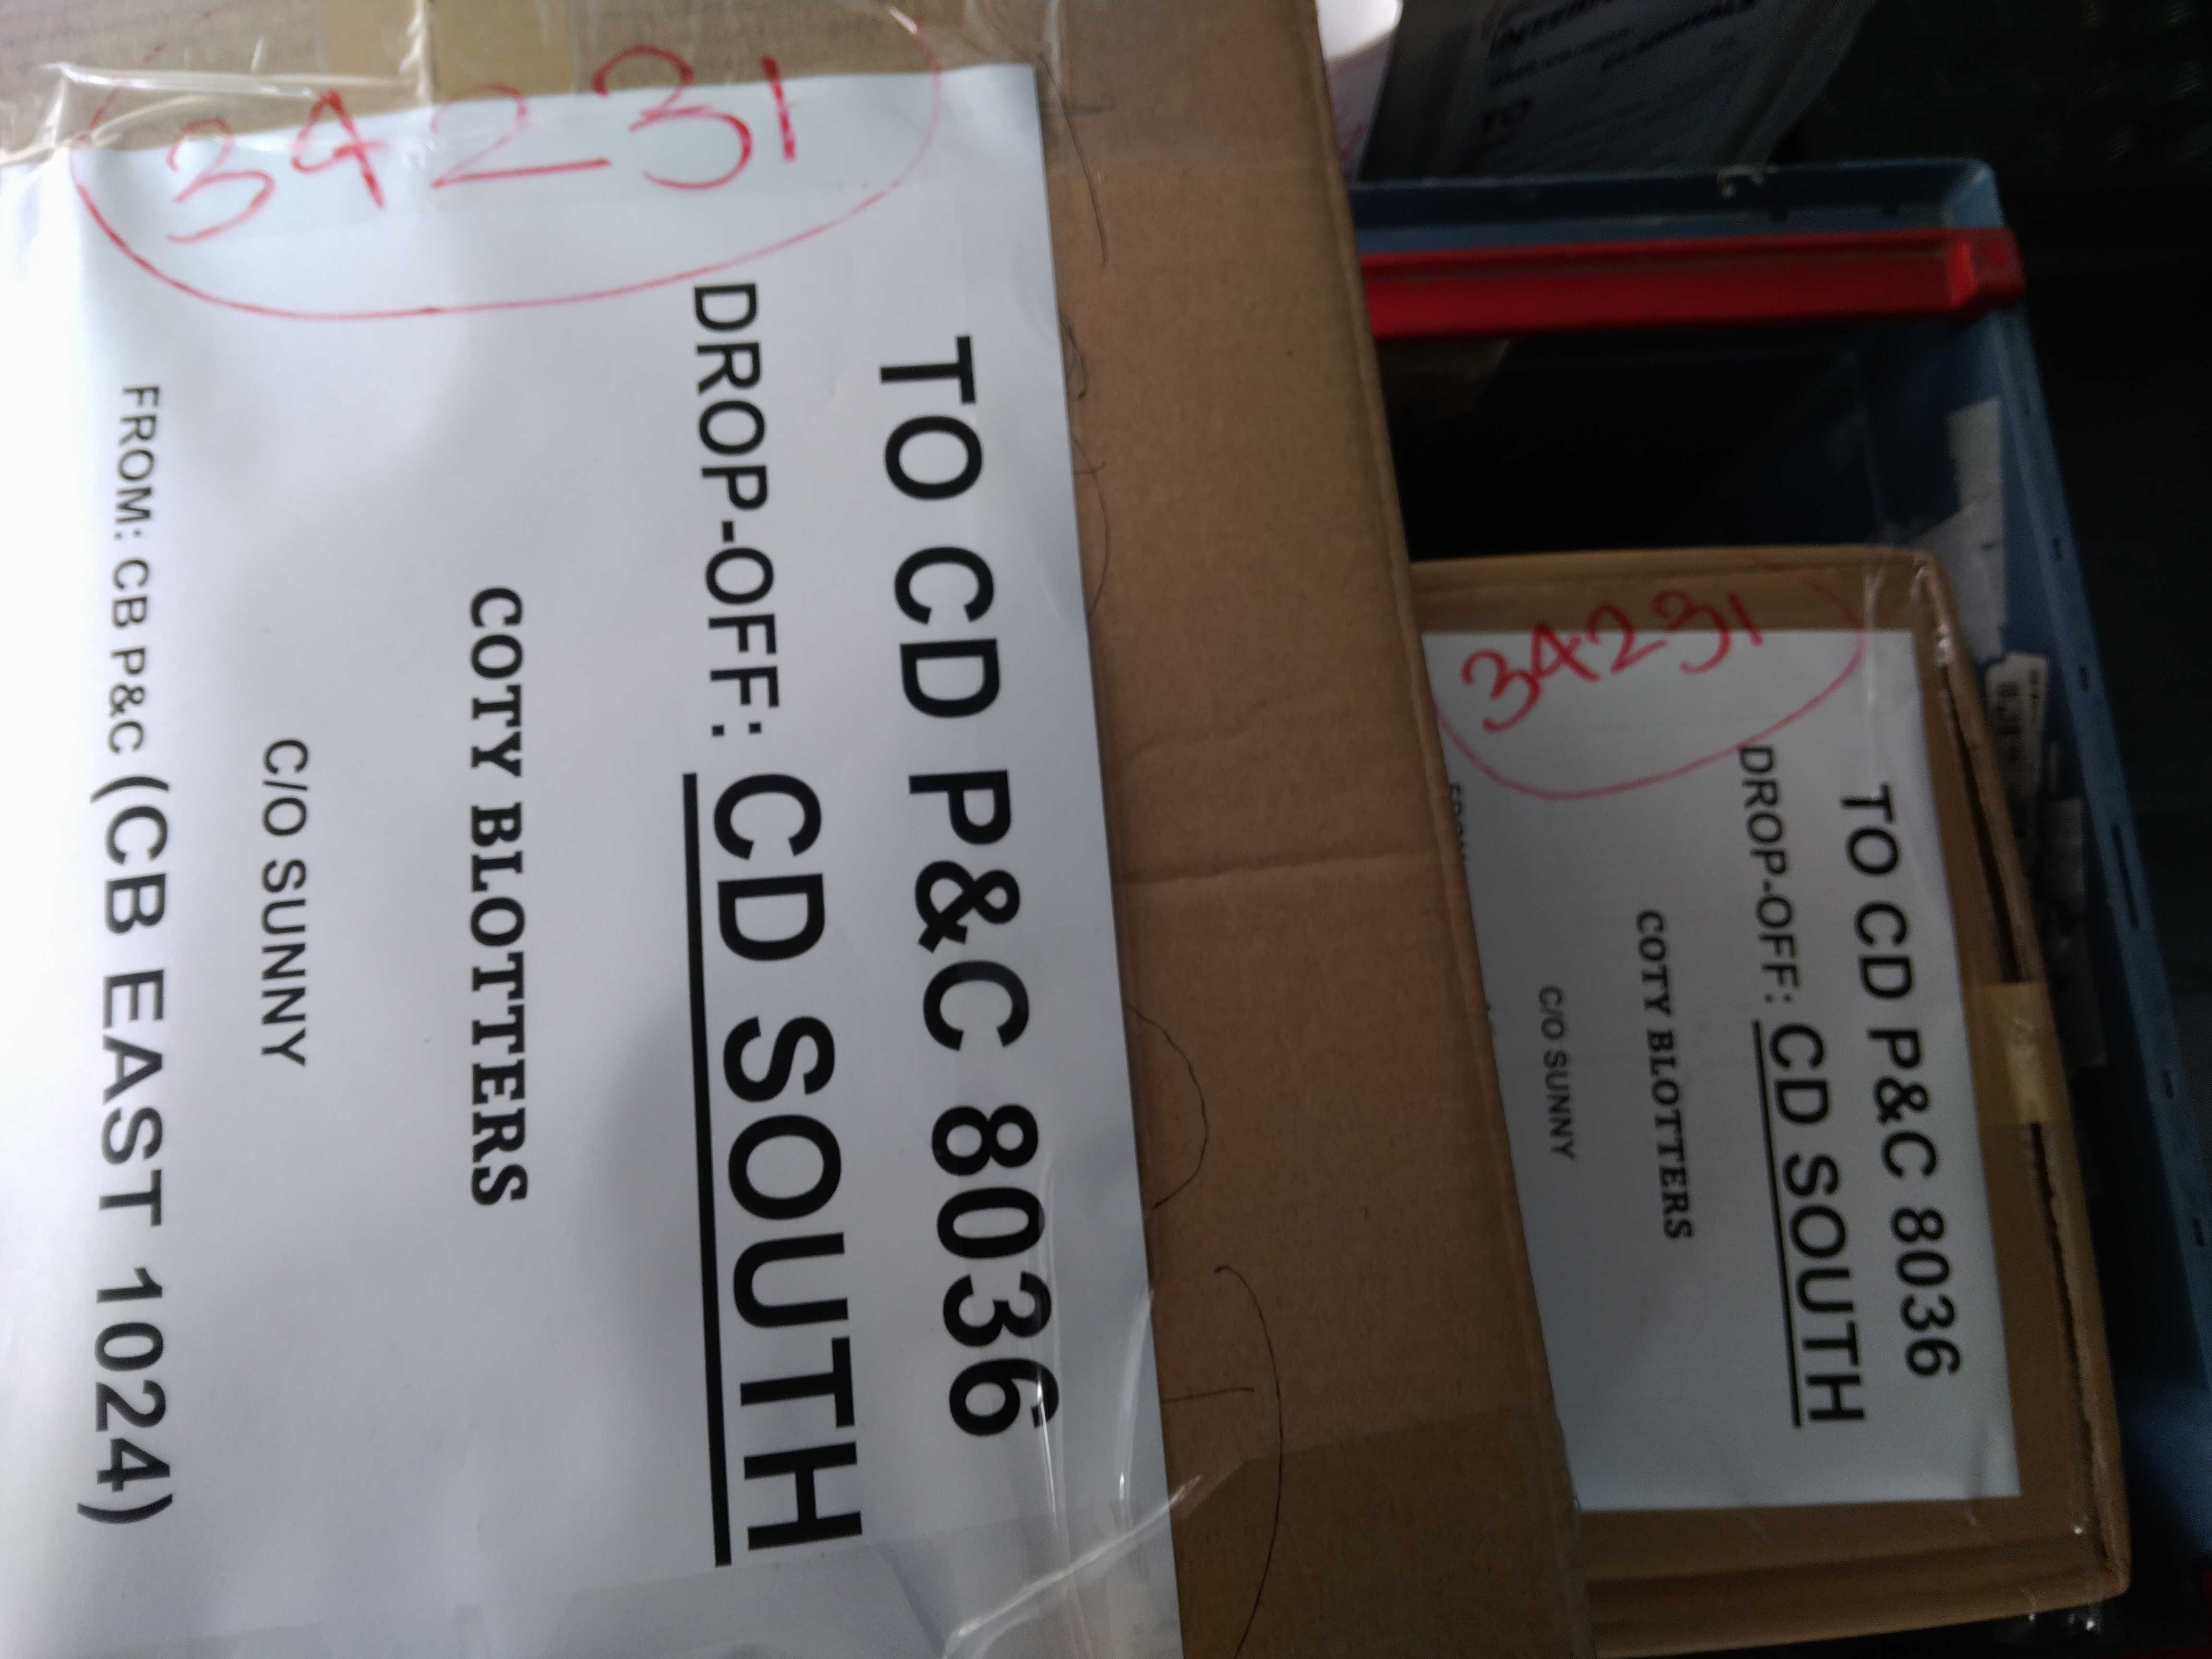 34231
TO CD P&C 8036
DROP-OFF: CD SOUTH
COTY BLOTTERS
C/O SUNNY
FROM: CB P&C (CB EAST 1024)
34231
TO CD P&C 8036
DROP-OFF: CD SOUTH
COTY BLOTTERS
C/O SUNNY
TO